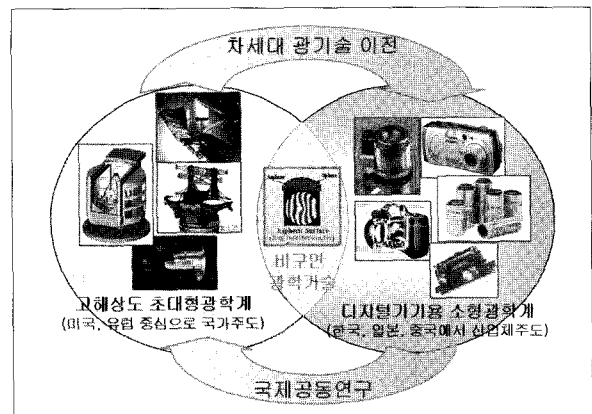 차세대 광기술 이전
Aspheric Surface
비구면
광학기술
고해상도 초대형광학계
(미국, 유럽 중심으로 국가주도)
디지털기기용 소형광학계
(한국, 일본, 중국에서 산업체주도)
국제공동연구